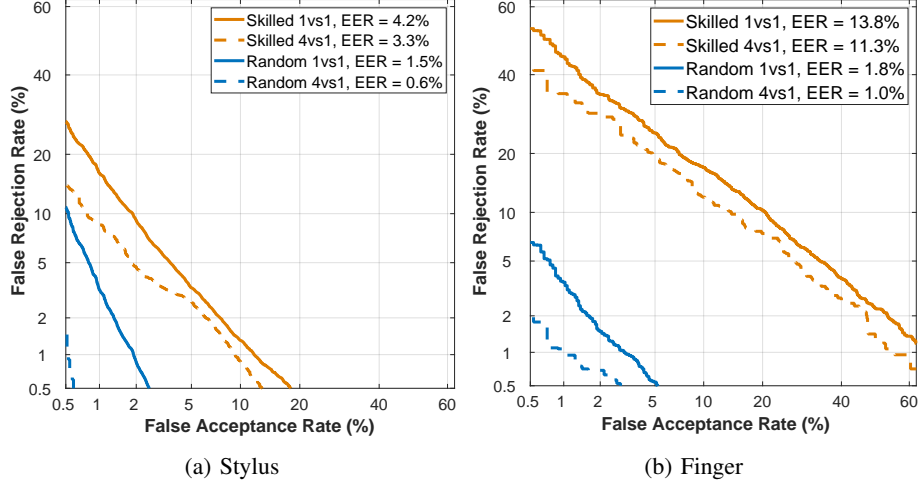 60
40
20
10
5
2
1
0.5
0.5 1 2 5 10 20 40 60
False Rejection Rate (%)
False Acceptance Rate (%)
Skilled 1vs1, EER = 4.2%
Skilled 4vs1, EER = 3.3%
Random 1vs1, EER = 1.5%
Random 4vs1, EER = 0.6%
(a) Stylus
60
40
20
10
5
2
1
0.5
0.5 1 2 5 10 20 40 60
False Rejection Rate (%)
False Acceptance Rate (%)
Skilled 1vs1, EER = 13.8%
Skilled 4vs1, EER = 11.3%
Random 1vs1, EER = 1.8%
Random 4vs1, EER = 1.0%
(b) Finger